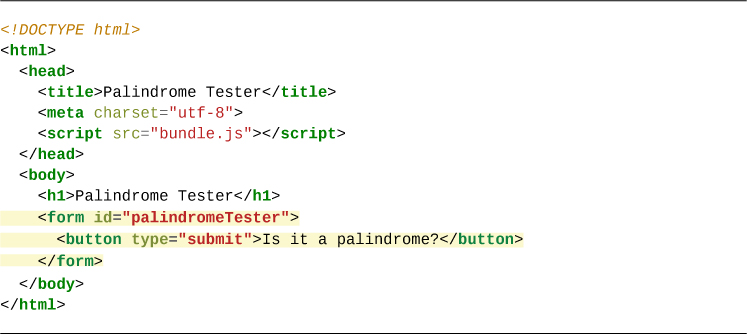 <!DOCTYPE html>
<html>
  <head>
    <title>Palindrome Tester</title>
    <meta charset="utf-8">
    <script src="bundle.js"></script>
  </head>
  <body>
    <h1>Palindrome Tester</h1>
    <form id="palindromeTester">
      <button type="submit">Is it a palindrome?</button>
    </form>
  </body>
</html>